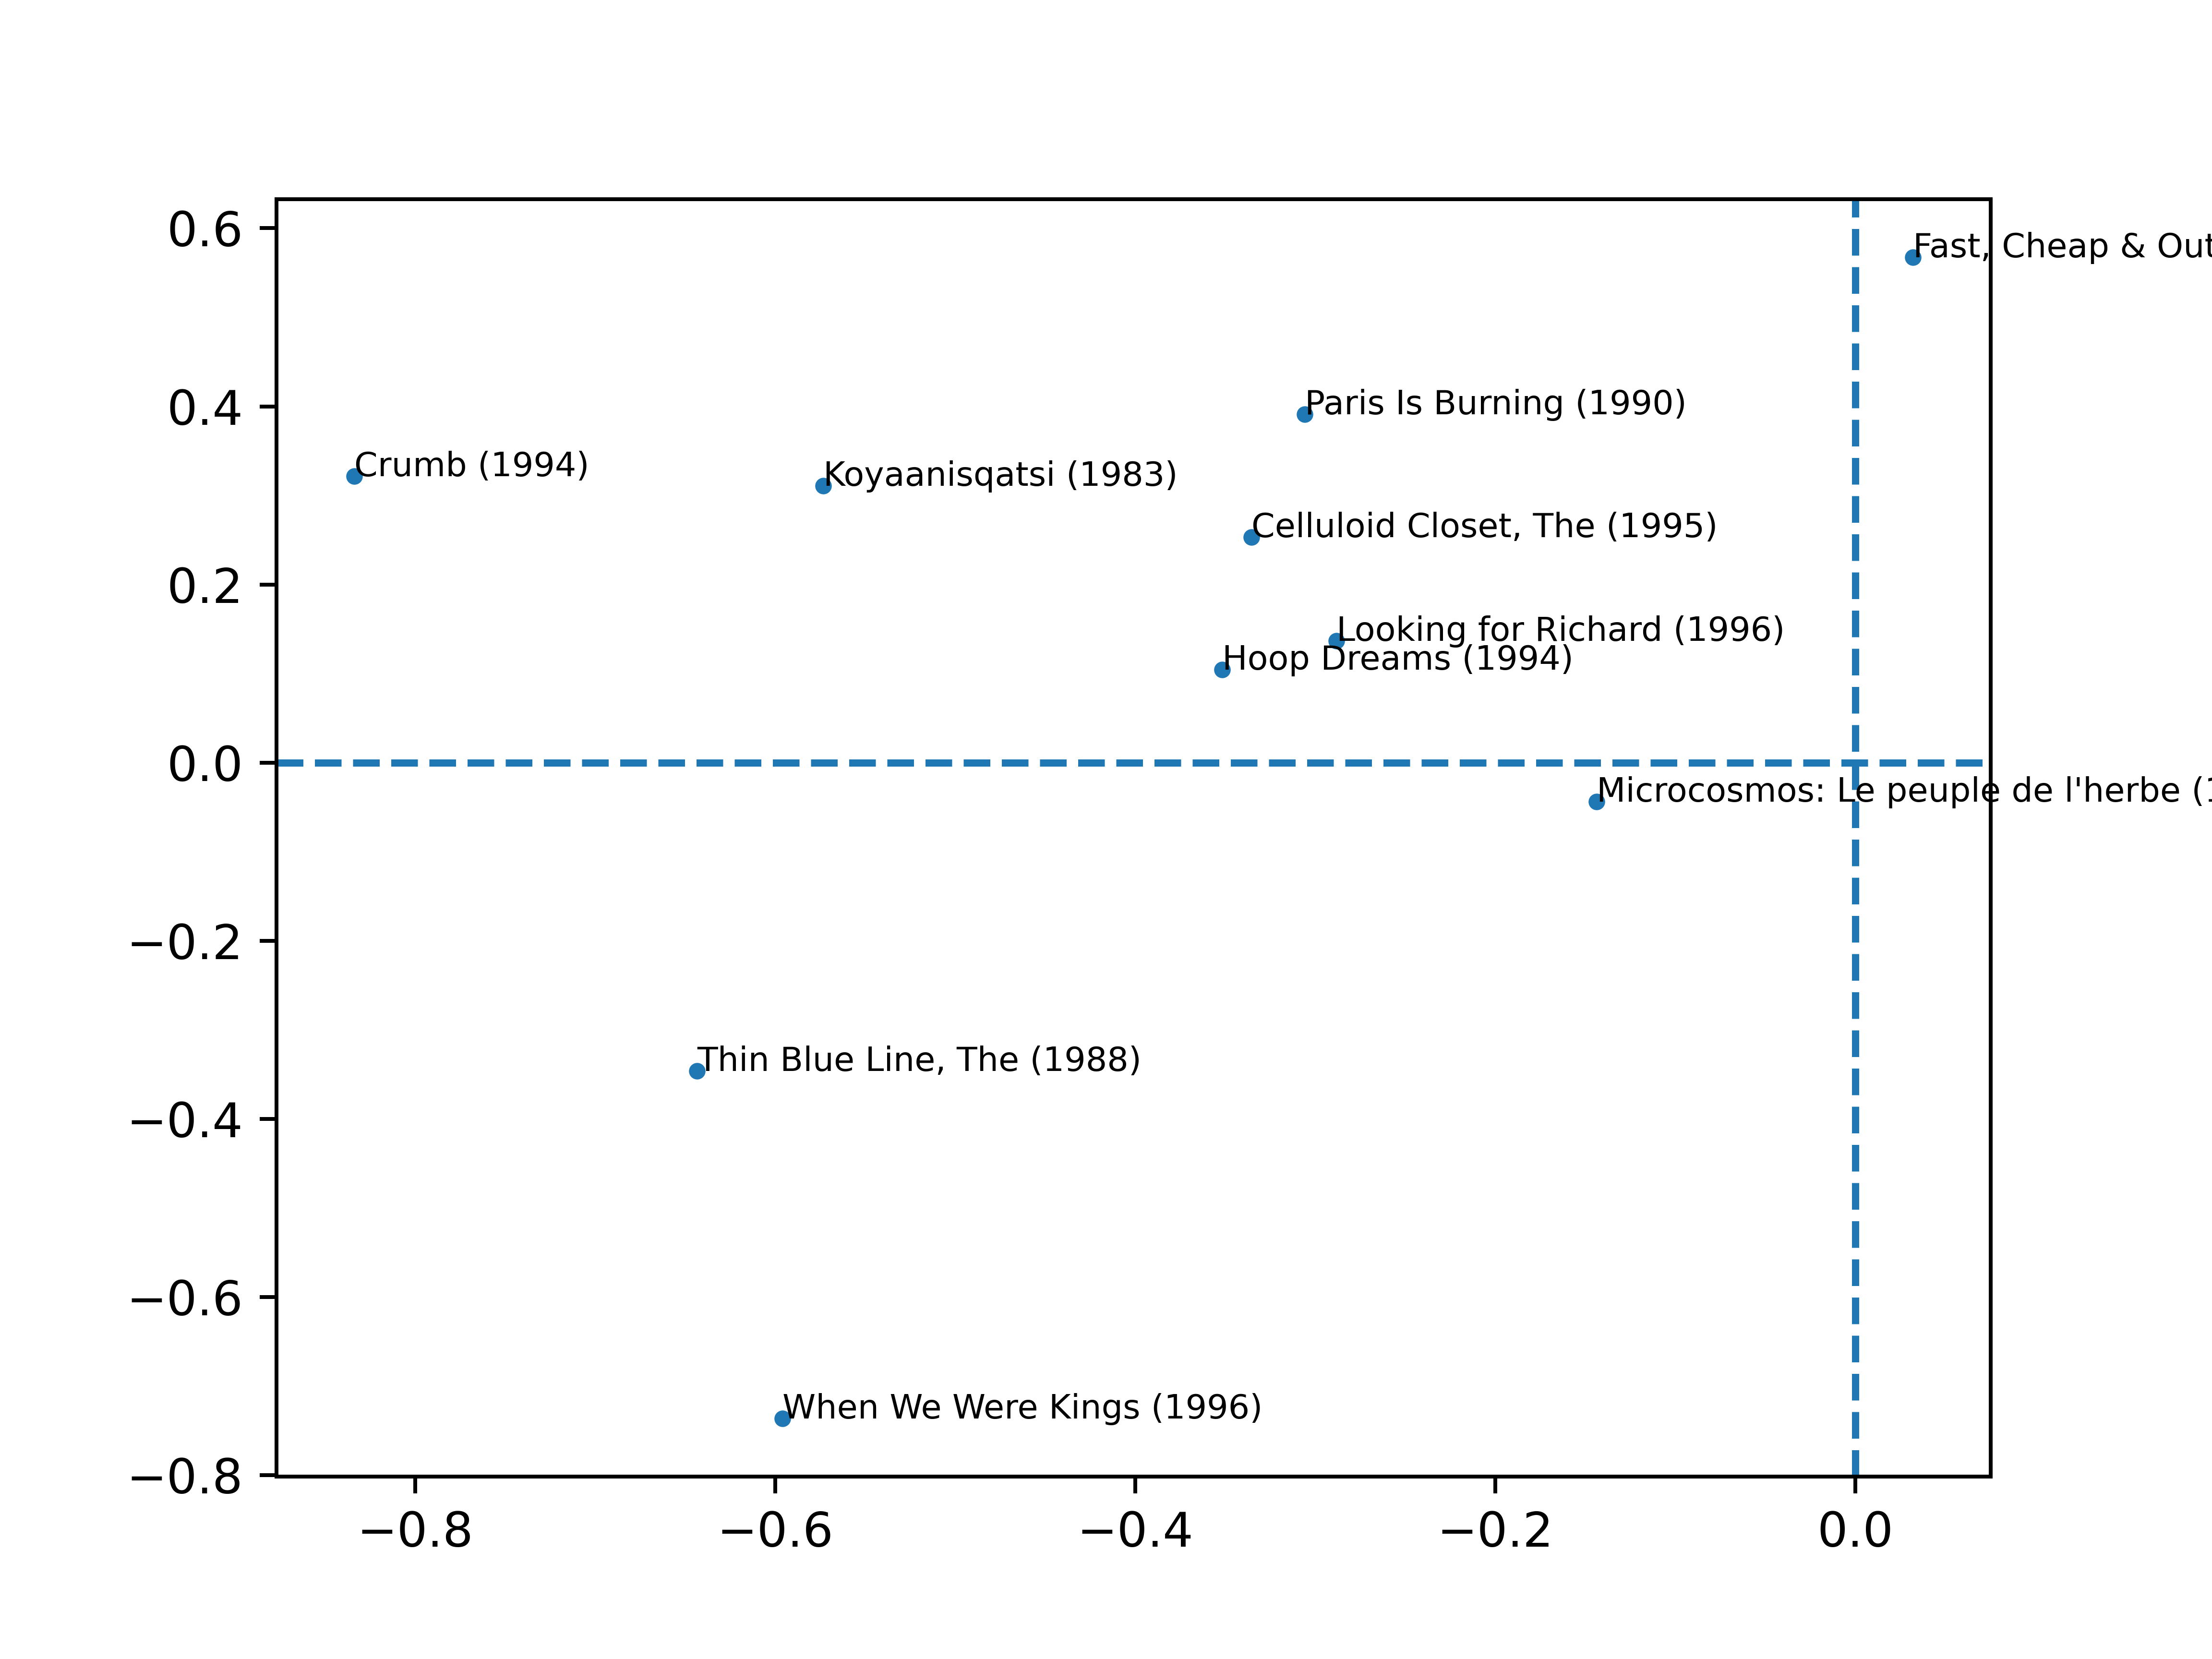 0.6
Fast, Cheap & Out
0.4
Paris Is Burning (1990)
Crumb (1994)
Koyaanisqatsi (1983)
Celluloid Closet, The (1995)
0.2
Looking for Richard (1996)
Hoop Dreams (1994)
0.0
Microcosmos: Le peuple de l'herbe (1
−0.2
Thin Blue Line, The (1988)
−0.4
−0.6
When We Were Kings (1996)
−0.8
−0.8 −0.6 −0.4 −0.2 0.0